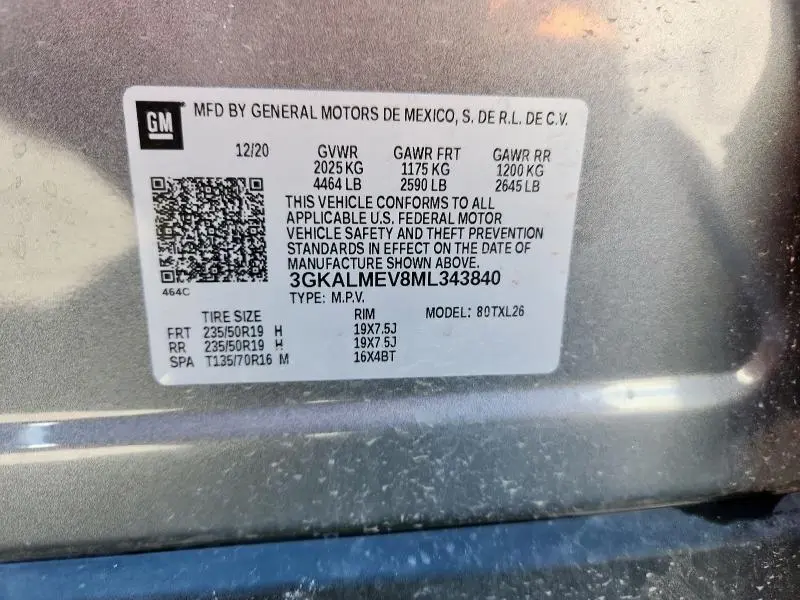 GM
MFD BY GENERAL MOTORS DE MEXICO, S. DE R.L. DE C.V.
12/20 GVWR GAWR FRT GAWR RR
2025 KG 1175 KG 1200 KG
4464 LB 2590 LB 2645 LB
THIS VEHICLE CONFORMS TO ALL
APPLICABLE U.S. FEDERAL MOTOR
VEHICLE SAFETY AND THEFT PREVENTION
STANDARDS IN EFFECT ON THE DATE OF
MANUFACTURE SHOWN ABOVE.
3GKALMEV8ML343840
464C
TYPE: M.P.V.
TIRE SIZE RIM MODEL: 80TXL26
FRT 235/50R19 H 19X7.5J
RR 235/50R19 H 19X7.5J
SPA T135/70R16 M 16X4BT